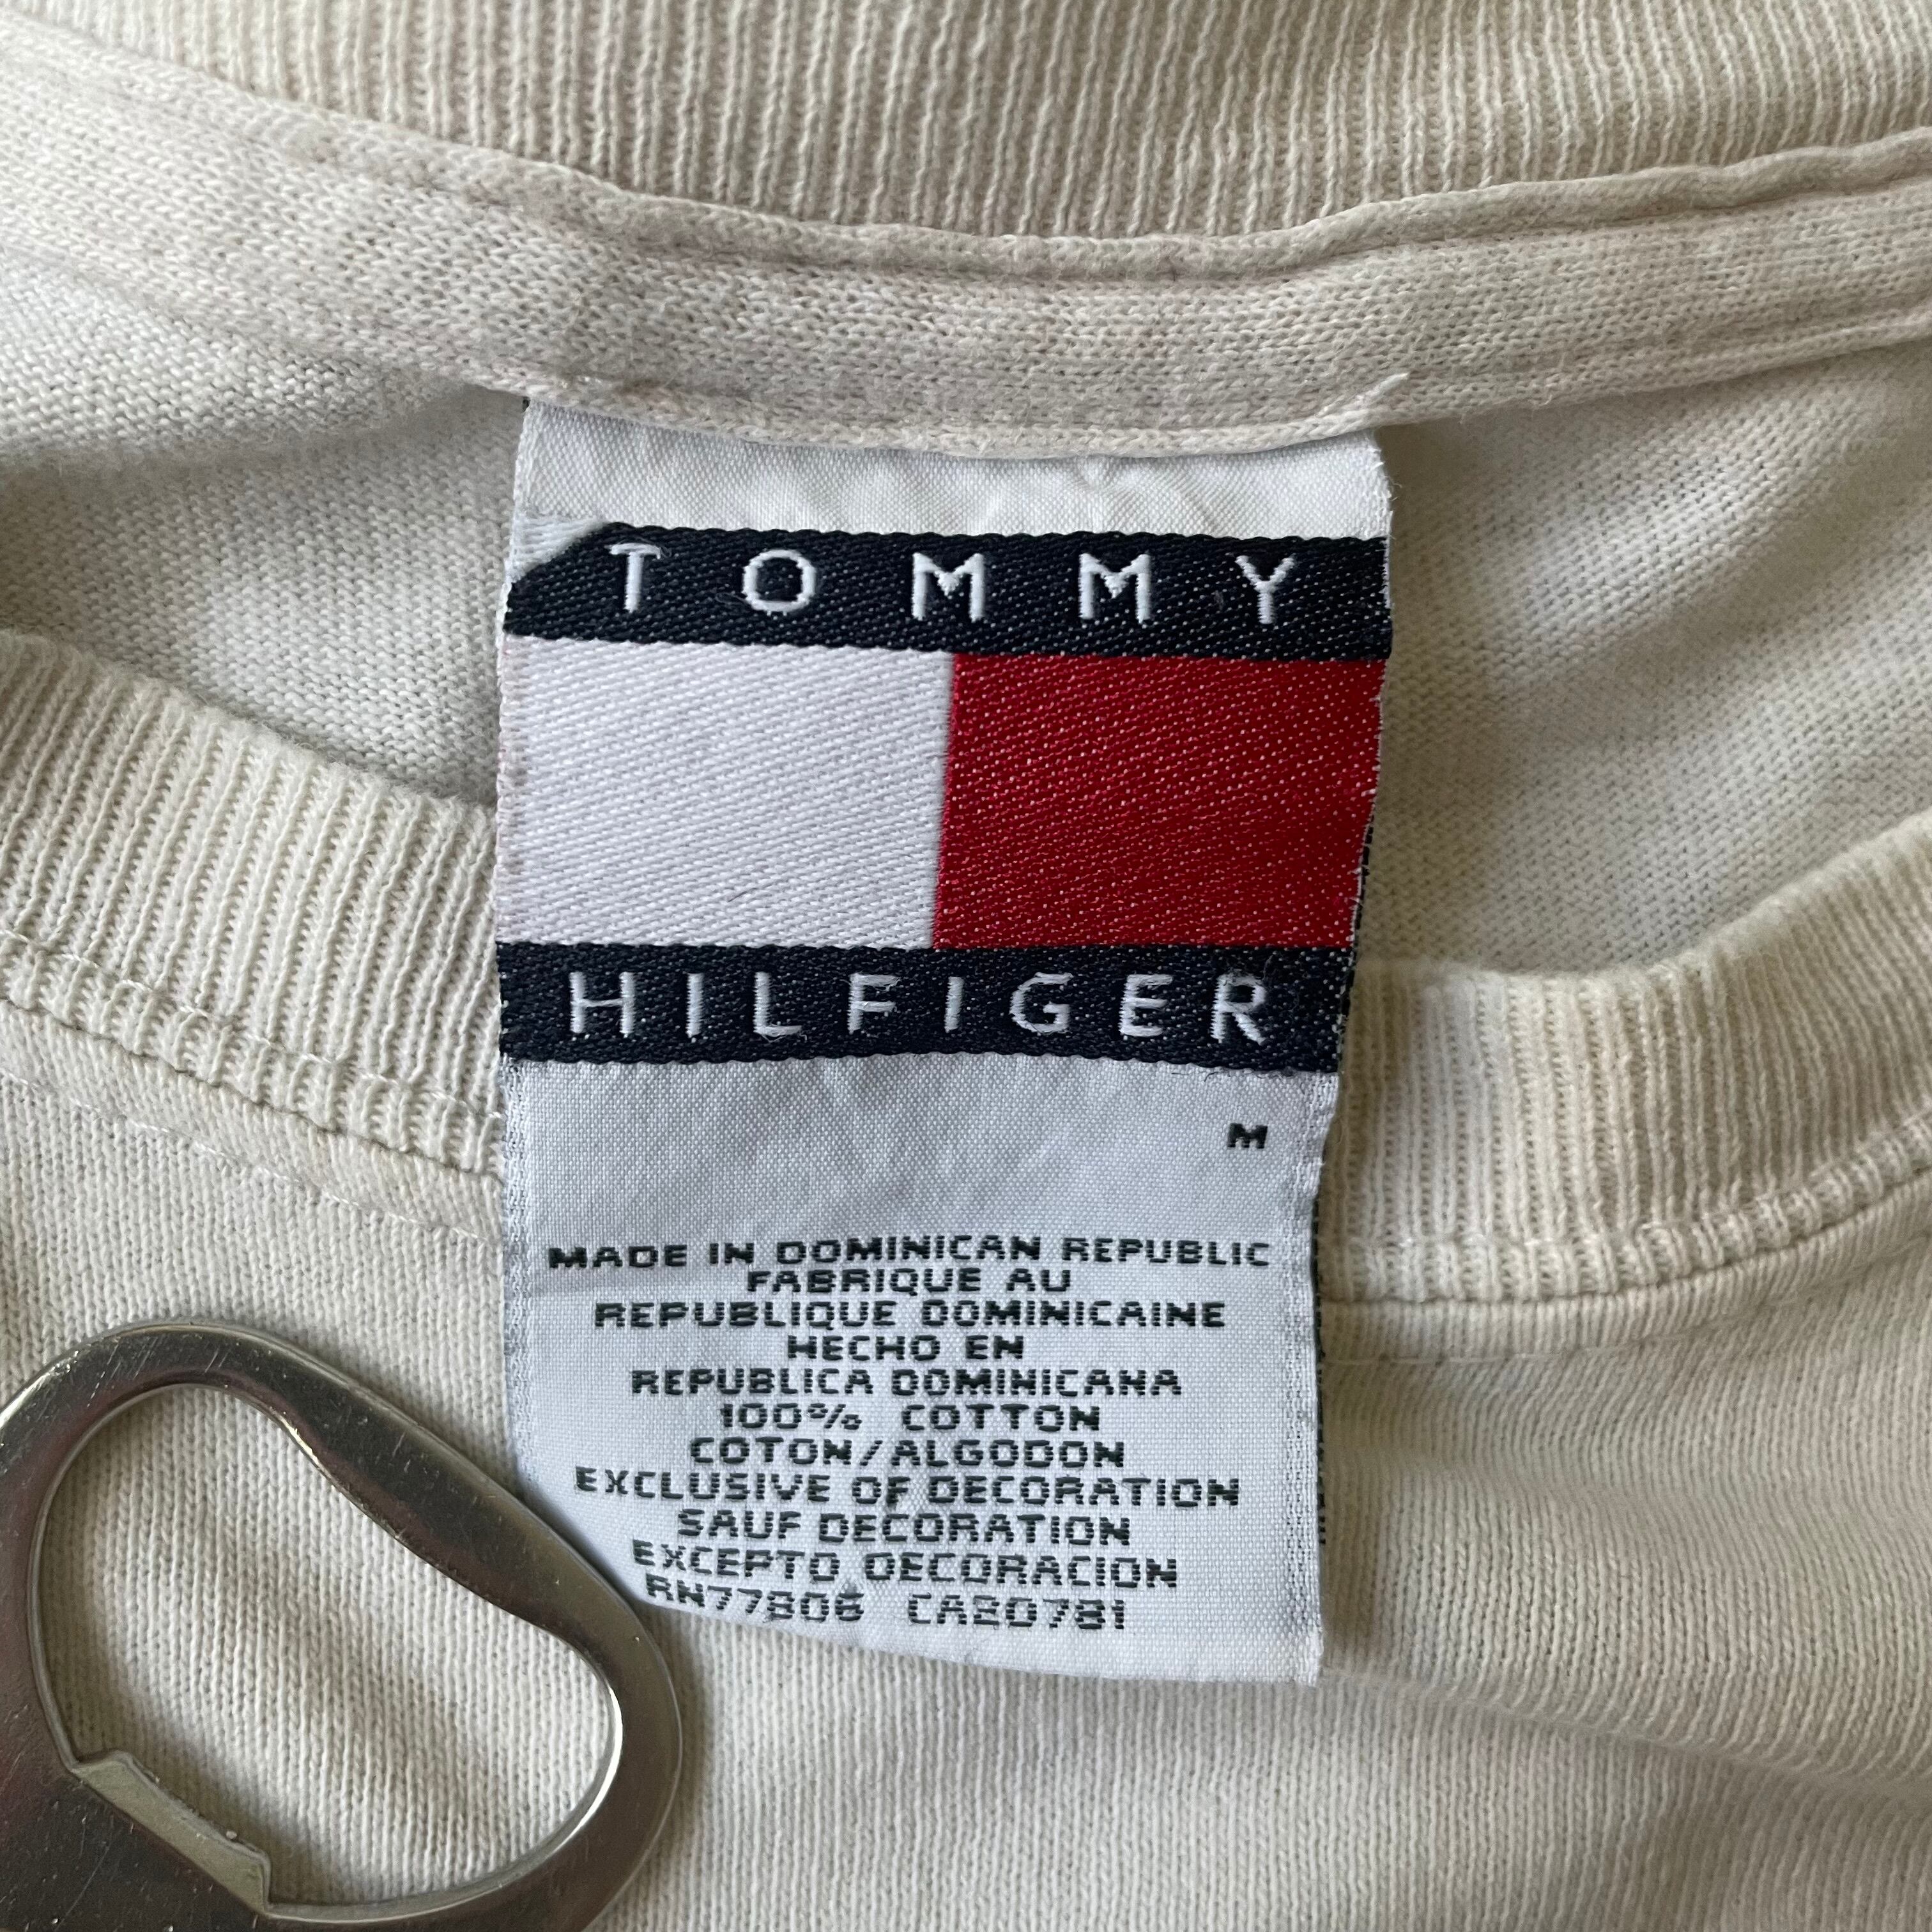 TOMMY
HILFIGER
M
MADE IN DOMINICAN REPUBLIC
FABRIQUE AU
REPUBLIQUE DOMINICAINE
HECHO EN
REPUBLICA DOMINICANA
100% COTTON
COTON/ALGODON
EXCLUSIVE OF DECORATION
SAUF DECORATION
EXCEPTO DECORACION
RN77806 CA20781